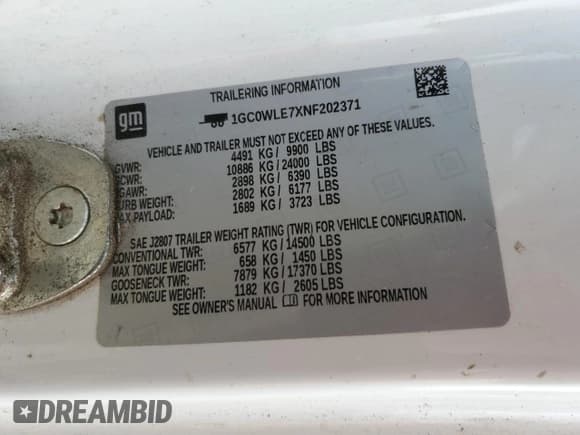 TRAILERING INFORMATION
gm
1GC0WLE7XNF202371
VEHICLE AND TRAILER MUST NOT EXCEED ANY OF THESE VALUES.
GVWR: 4491 KG / 9900 LBS
GCWR: 10886 KG / 24000 LBS
GAWR: 2898 KG / 6390 LBS
CURB WEIGHT: 2802 KG / 6177 LBS
MAX PAYLOAD: 1689 KG / 3723 LBS
SAE J2807 TRAILER WEIGHT RATING (TWR) FOR VEHICLE CONFIGURATION.
CONVENTIONAL TWR: 6577 KG / 14500 LBS
MAX TONGUE WEIGHT: 658 KG / 1450 LBS
GOOSENECK TWR: 7879 KG / 17370 LBS
MAX TONGUE WEIGHT: 1182 KG / 2605 LBS
SEE OWNER'S MANUAL FOR MORE INFORMATION
DREAMBID